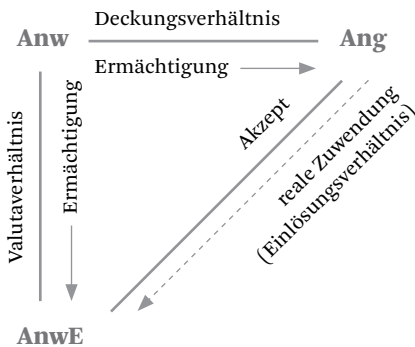 Deckungsverhältnis
Anw
Ang
Ermächtigung
Valutaverhältnis
Ermächtigung
Akzept
reale Zuwendung
(Einlösungsverhältnis)
AnwE